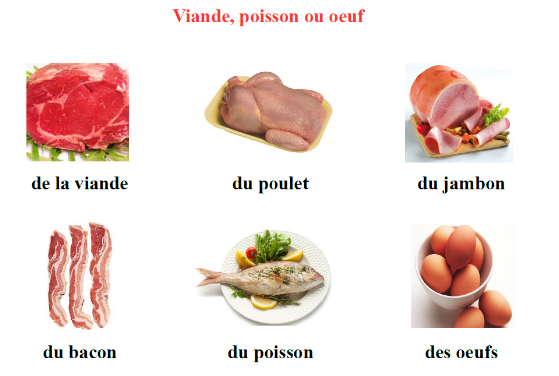 Viande, poisson ou oeuf
de la viande du poulet du jambon
du bacon du poisson des oeufs